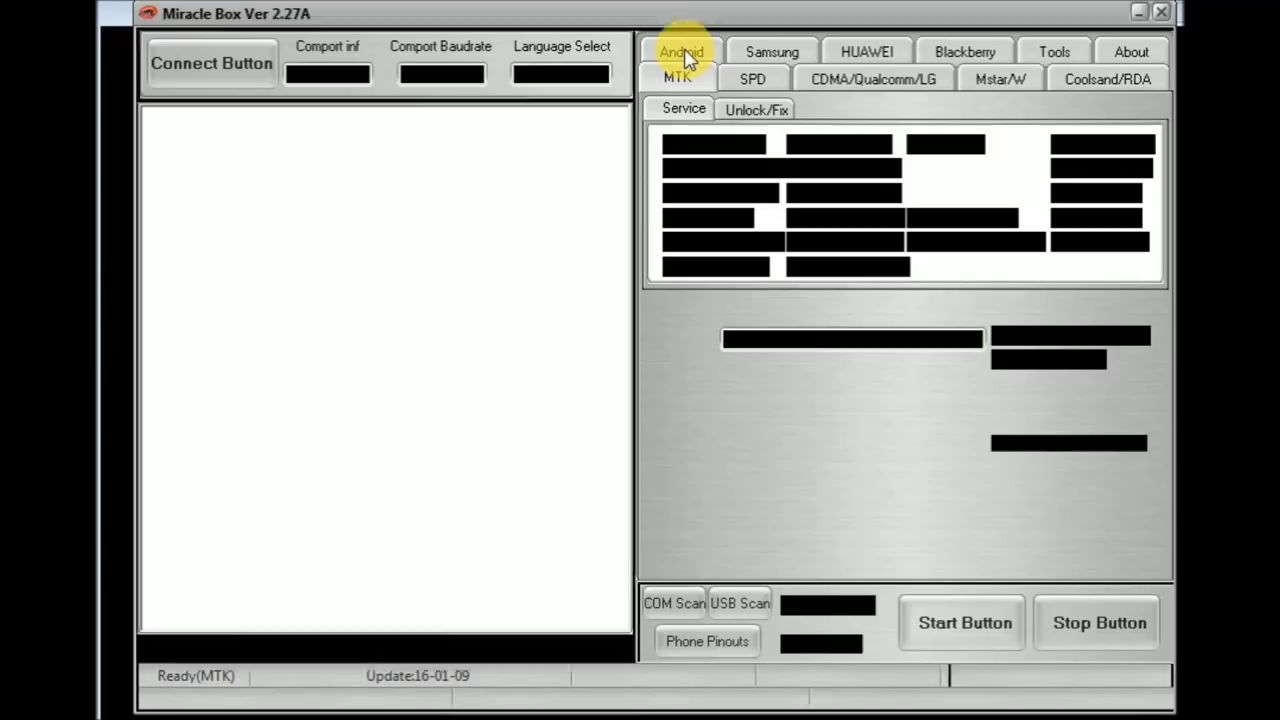 Miracle Box Ver 2.27A
Connect Button
Comport inf
Comport Baudrate
Language Select
Android
Samsung
HUAWEI
Blackberry
Tools
About
MTK
SPD
CDMA/Qualcomm/LG
Mstar/W
Coolsand/RDA
Service
Unlock/Fix
COM Scan
USB Scan
Phone Pinouts
Start Button
Stop Button
Ready(MTK)
Update:16-01-09